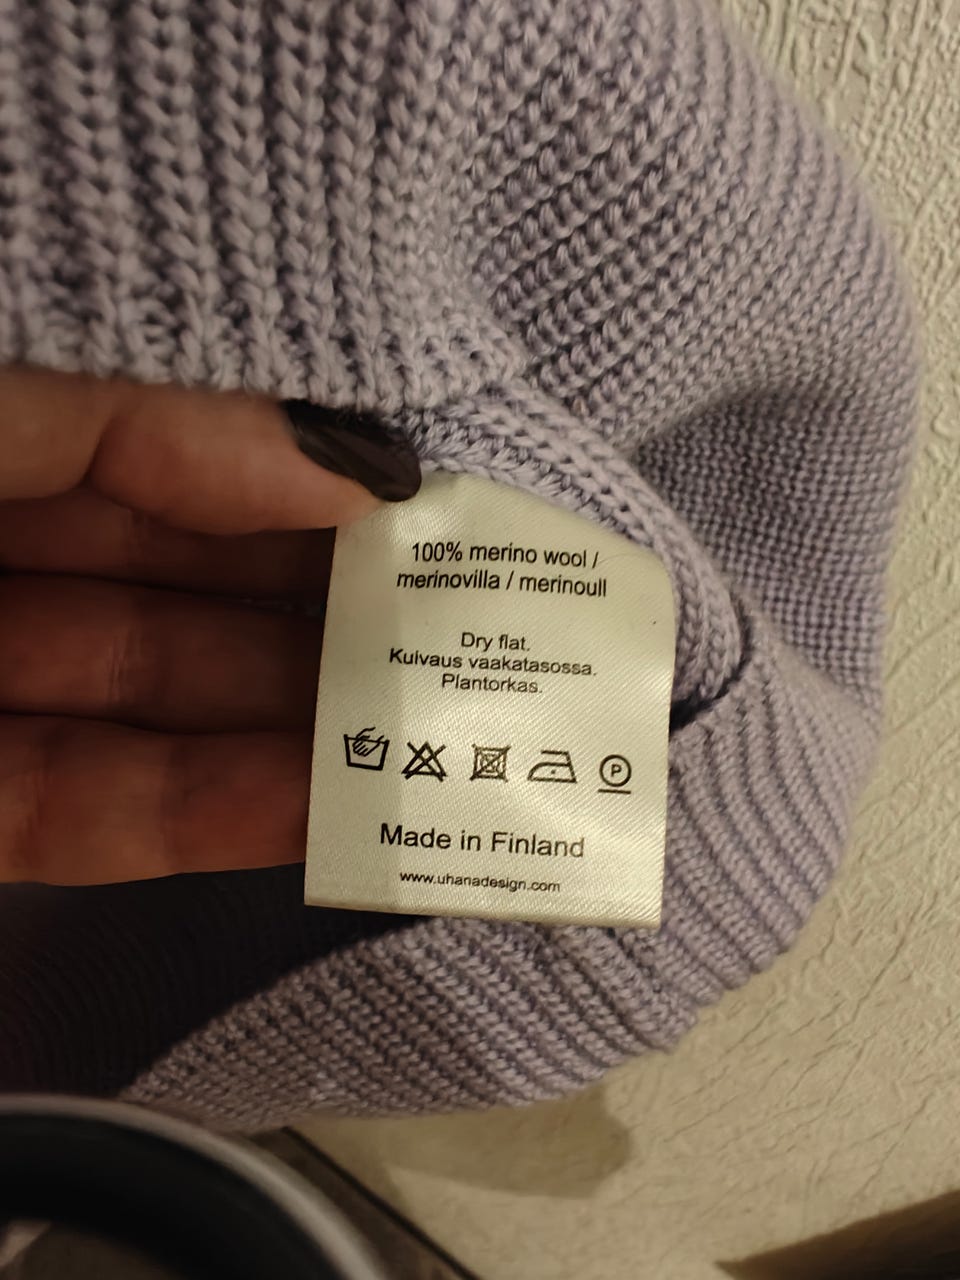 100% merino wool /
merinovilla / merinoull
Dry flat.
Kuivaus vaakatasossa.
Plantorkas.
P
Made in Finland
www.uhanadesign.com